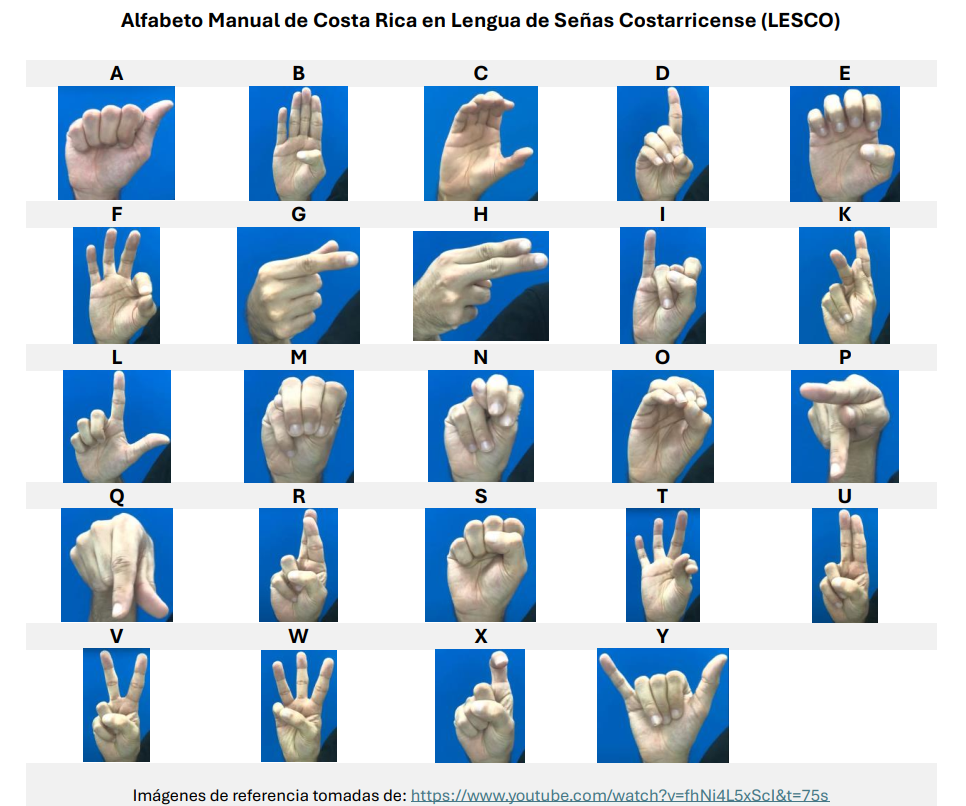 Alfabeto Manual de Costa Rica en Lengua de Señas Costarricense (LESCO)
A B C D E
F G H I K
L M N O P
Q R S T U
V W X Y
Imágenes de referencia tomadas de: https://www.youtube.com/watch?v=fhNi4L5xScI&t=75s